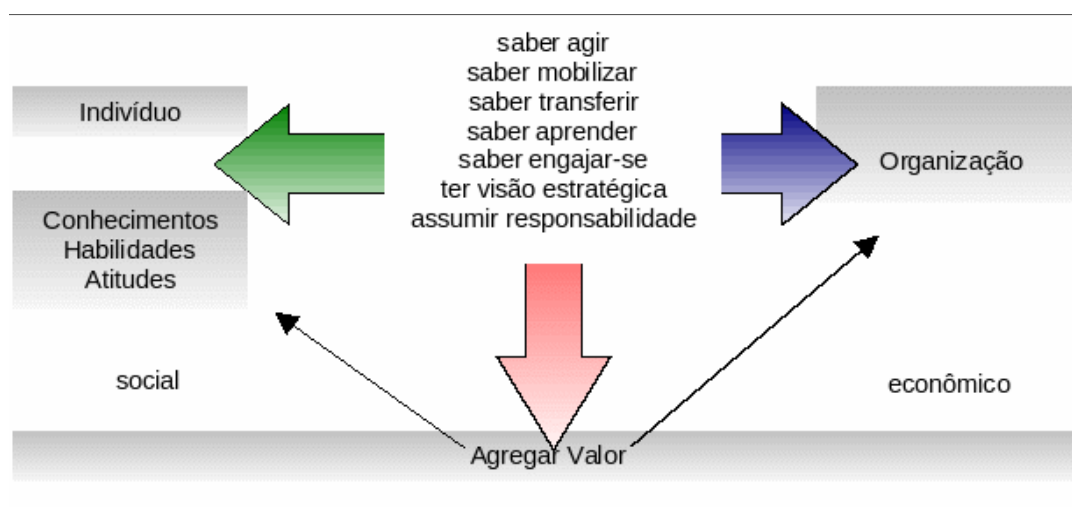 saber agir
saber mobilizar
saber transferir
saber aprender
saber engajar-se
ter visão estratégica
assumir responsabilidade
Indivíduo
Conhecimentos
Habilidades
Atitudes
Organização
social
econômico
Agregar Valor